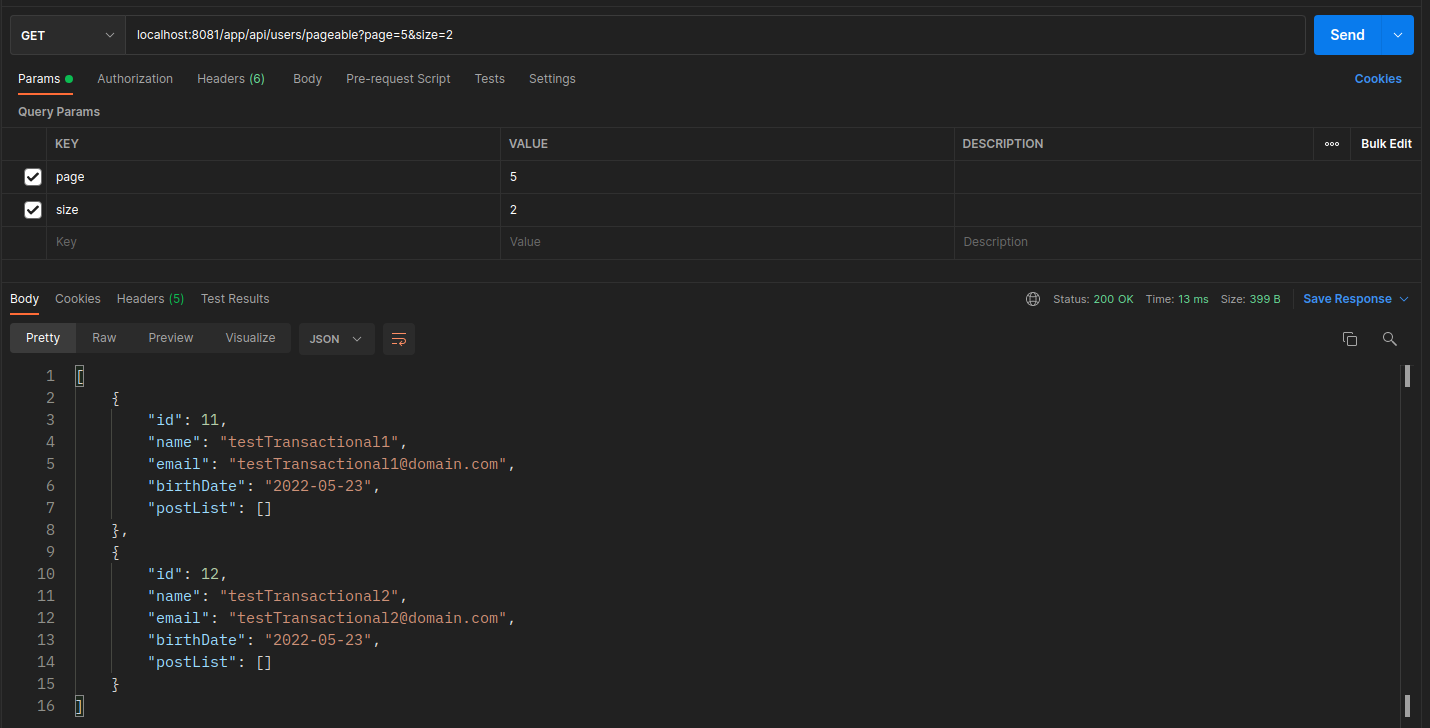 GET localhost:8081/app/api/users/pageable?page=5&size=2 Send
Params Authorization Headers (6) Body Pre-request Script Tests Settings Cookies
Query Params
KEY VALUE DESCRIPTION ooo Bulk Edit
page 5
size 2
Key Value Description
Body Cookies Headers (5) Test Results Status: 200 OK Time: 13 ms Size: 399 B Save Response
Pretty Raw Preview Visualize JSON
1 [
2 {
3 "id": 11,
4 "name": "testTransactional1",
5 "email": "testTransactional1@domain.com",
6 "birthDate": "2022-05-23",
7 "postList": []
8 },
9 {
10 "id": 12,
11 "name": "testTransactional2",
12 "email": "testTransactional2@domain.com",
13 "birthDate": "2022-05-23",
14 "postList": []
15 }
16 ]